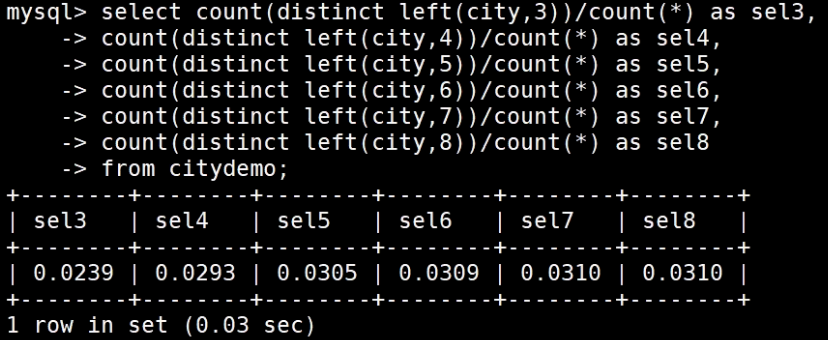 mysql> select count(distinct left(city,3))/count(*) as sel3,
    -> count(distinct left(city,4))/count(*) as sel4,
    -> count(distinct left(city,5))/count(*) as sel5,
    -> count(distinct left(city,6))/count(*) as sel6,
    -> count(distinct left(city,7))/count(*) as sel7,
    -> count(distinct left(city,8))/count(*) as sel8
    -> from citydemo;
+--------+--------+--------+--------+--------+--------+
| sel3   | sel4   | sel5   | sel6   | sel7   | sel8   |
+--------+--------+--------+--------+--------+--------+
| 0.0239 | 0.0293 | 0.0305 | 0.0309 | 0.0310 | 0.0310 |
+--------+--------+--------+--------+--------+--------+
1 row in set (0.03 sec)